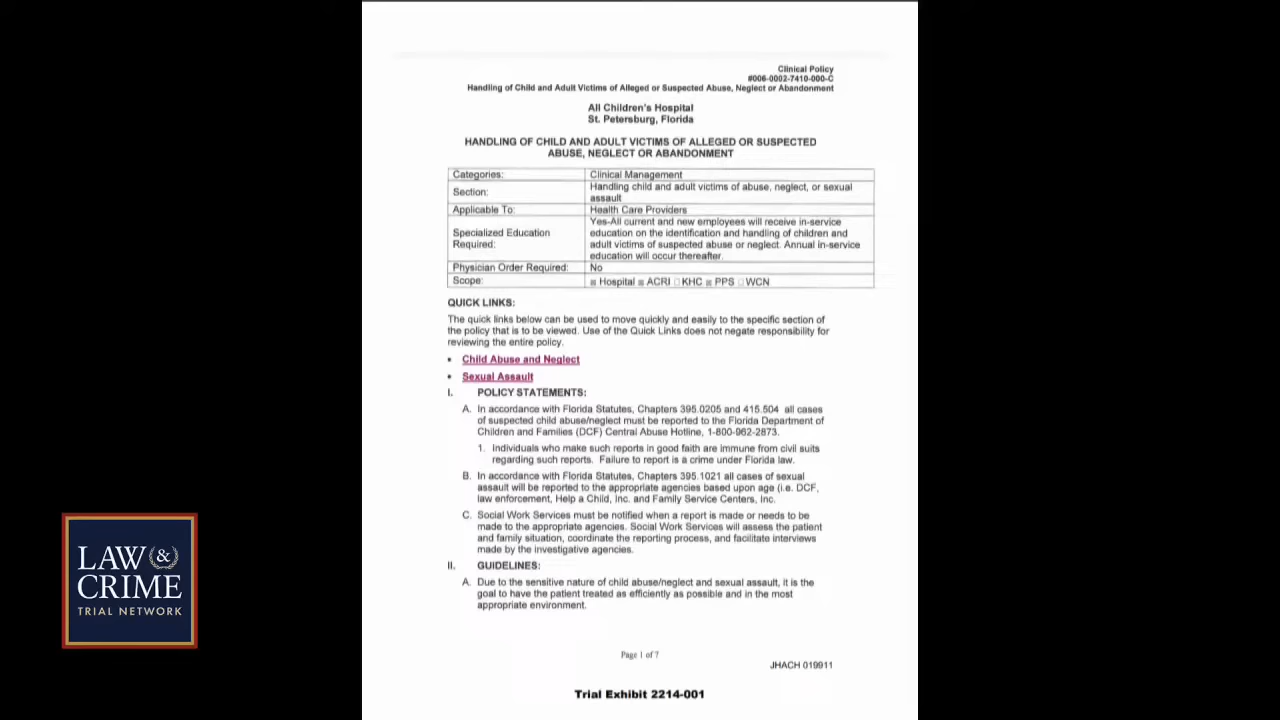 Clinical Policy
#006-0002-7410-000-C
Handling of Child and Adult Victims of Alleged or Suspected Abuse, Neglect or Abandonment
All Children's Hospital
St. Petersburg, Florida
HANDLING OF CHILD AND ADULT VICTIMS OF ALLEGED OR SUSPECTED
ABUSE, NEGLECT OR ABANDONMENT
Categories: Clinical Management
Section: Handling child and adult victims of abuse, neglect, or sexual
assault
Applicable To: Health Care Providers
Specialized Education
Required:
Yes-All current and new employees will receive in-service
education on the identification and handling of children and
adult victims of suspected abuse or neglect. Annual in-service
education will occur thereafter.
Physician Order Required: No
Scope: ■ Hospital ■ ACRI □ KHC ■ PPS □ WCN
QUICK LINKS:
The quick links below can be used to move quickly and easily to the specific section of
the policy that is to be viewed. Use of the Quick Links does not negate responsibility for
reviewing the entire policy.
• Child Abuse and Neglect
• Sexual Assault
I. POLICY STATEMENTS:
A. In accordance with Florida Statutes, Chapters 395.0205 and 415.504 all cases
of suspected child abuse/neglect must be reported to the Florida Department of
Children and Families (DCF) Central Abuse Hotline, 1-800-962-2873.
1. Individuals who make such reports in good faith are immune from civil suits
regarding such reports. Failure to report is a crime under Florida law.
B. In accordance with Florida Statutes, Chapters 395.1021 all cases of sexual
assault will be reported to the appropriate agencies based upon age (i.e. DCF,
law enforcement, Help a Child, Inc. and Family Service Centers, Inc.
C. Social Work Services must be notified when a report is made or needs to be
made to the appropriate agencies. Social Work Services will assess the patient
and family situation, coordinate the reporting process, and facilitate interviews
made by the investigative agencies.
II. GUIDELINES:
A. Due to the sensitive nature of child abuse/neglect and sexual assault, it is the
goal to have the patient treated as efficiently as possible and in the most
appropriate environment.
Page 1 of 7
JHACH 019911
Trial Exhibit 2214-001
LAW &
CRIME
TRIAL NETWORK